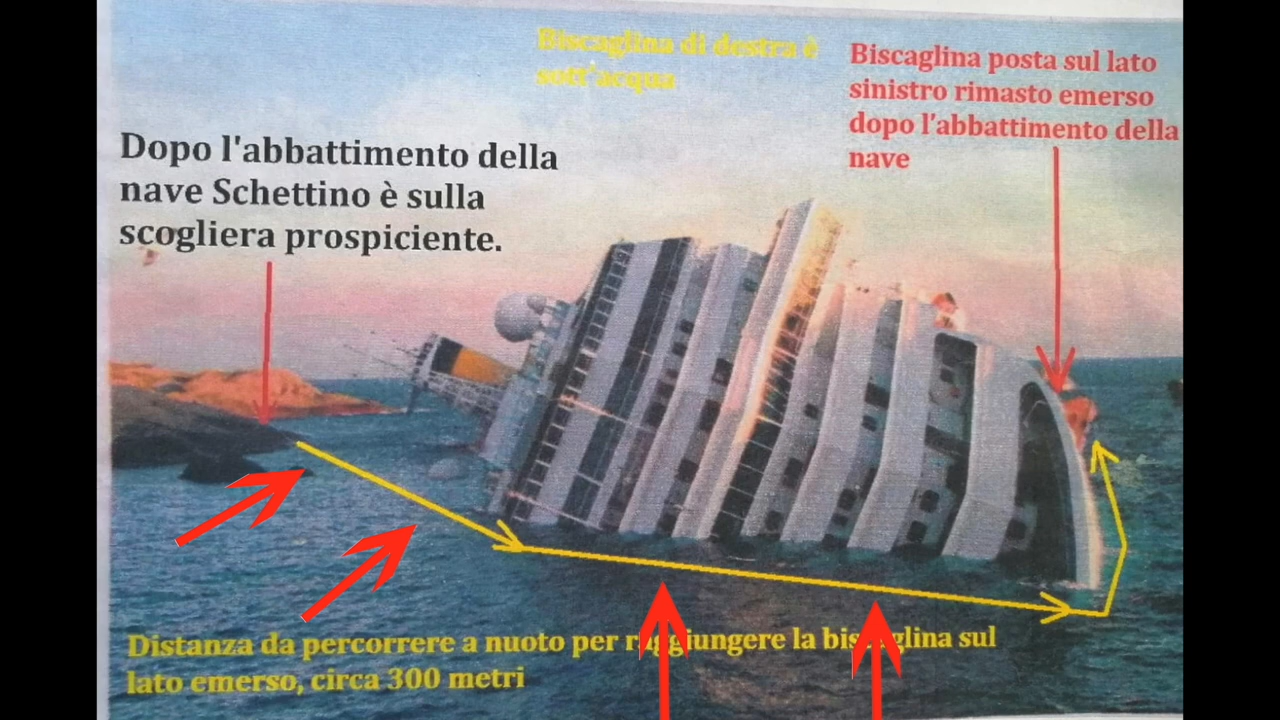 Biscaglina di destra è
sott'acqua
Biscaglina posta sul lato
sinistro rimasto emerso
dopo l'abbattimento della
nave
Dopo l'abbattimento della
nave Schettino è sulla
scogliera prospiciente.
Distanza da percorrere a nuoto per raggiungere la biscaglina sul
lato emerso, circa 300 metri